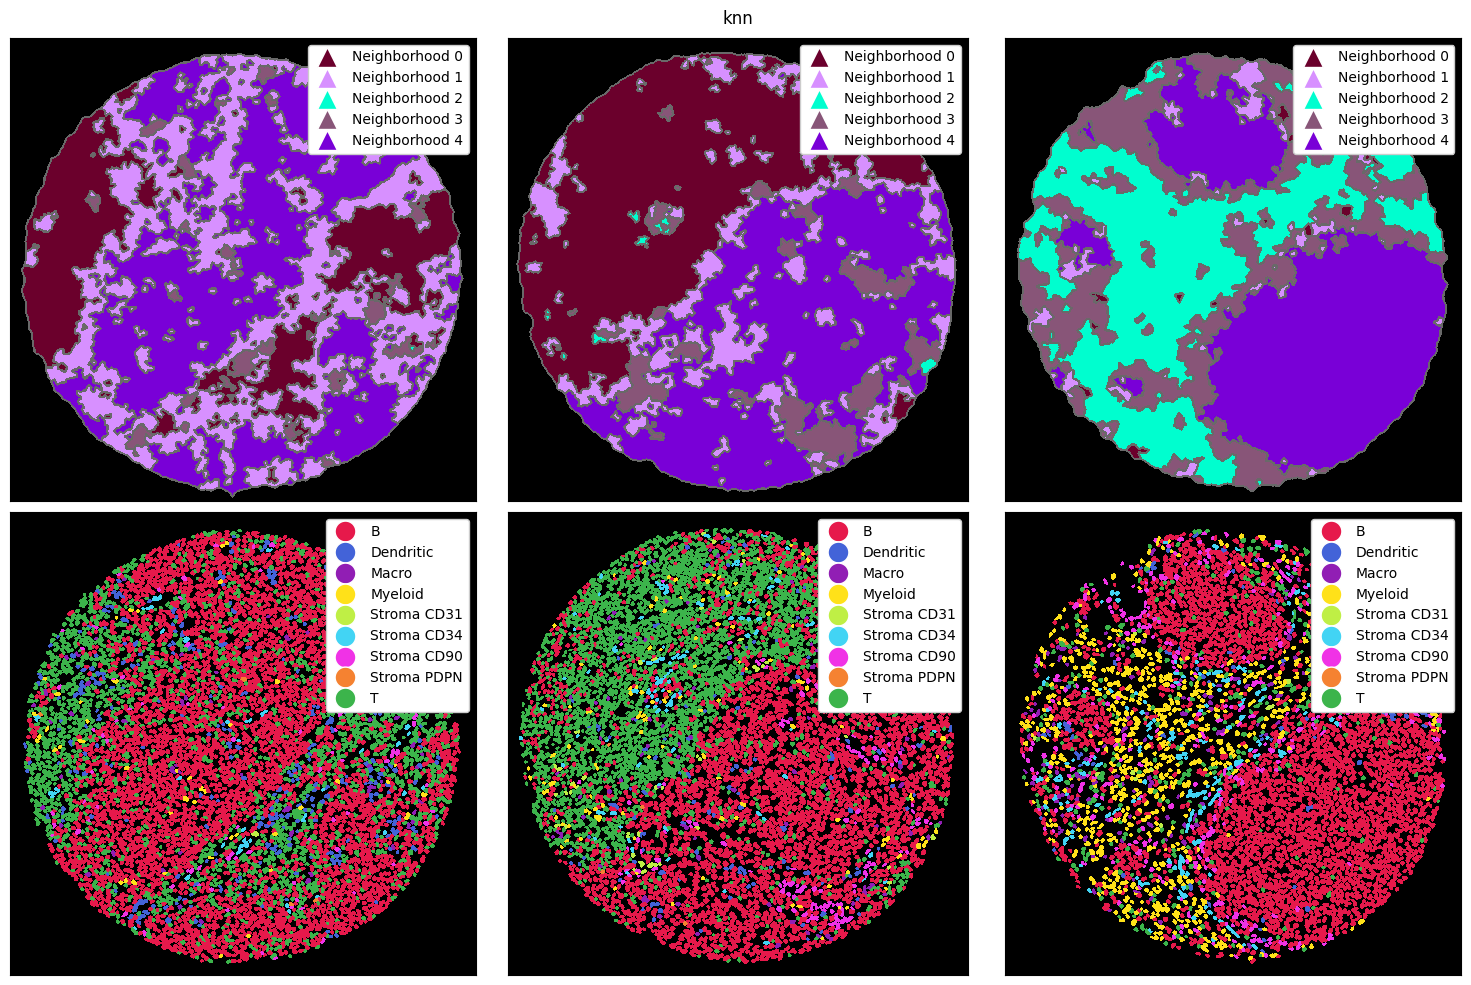 knn
Neighborhood 0
Neighborhood 1
Neighborhood 2
Neighborhood 3
Neighborhood 4
Neighborhood 0
Neighborhood 1
Neighborhood 2
Neighborhood 3
Neighborhood 4
Neighborhood 0
Neighborhood 1
Neighborhood 2
Neighborhood 3
Neighborhood 4
B
Dendritic
Macro
Myeloid
Stroma CD31
Stroma CD34
Stroma CD90
Stroma PDPN
T
B
Dendritic
Macro
Myeloid
Stroma CD31
Stroma CD34
Stroma CD90
Stroma PDPN
T
B
Dendritic
Macro
Myeloid
Stroma CD31
Stroma CD34
Stroma CD90
Stroma PDPN
T